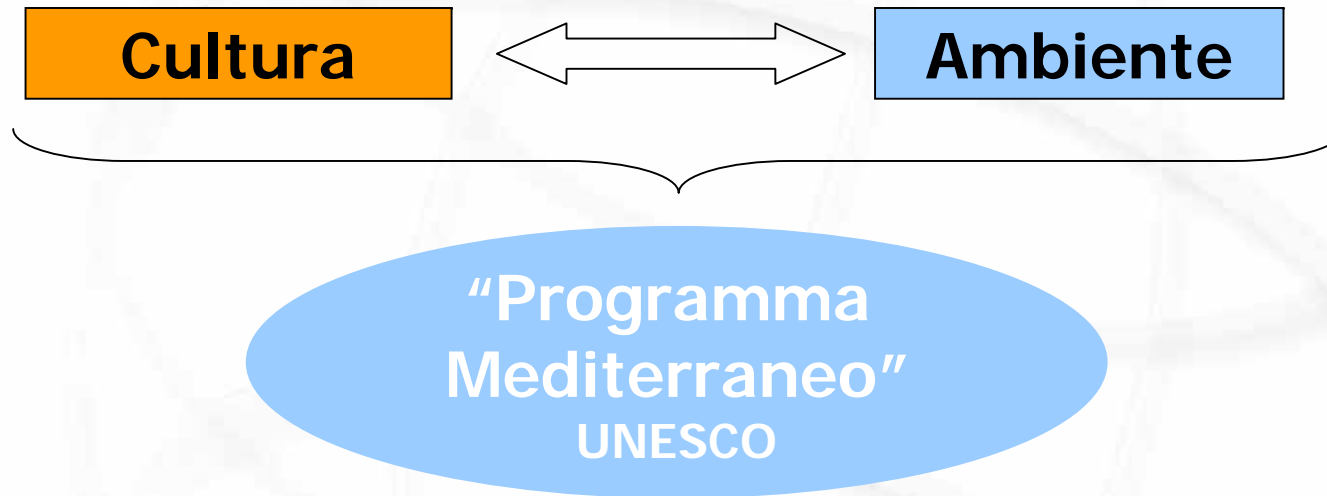 Cultura
Ambiente
“Programma
Mediterraneo”
UNESCO